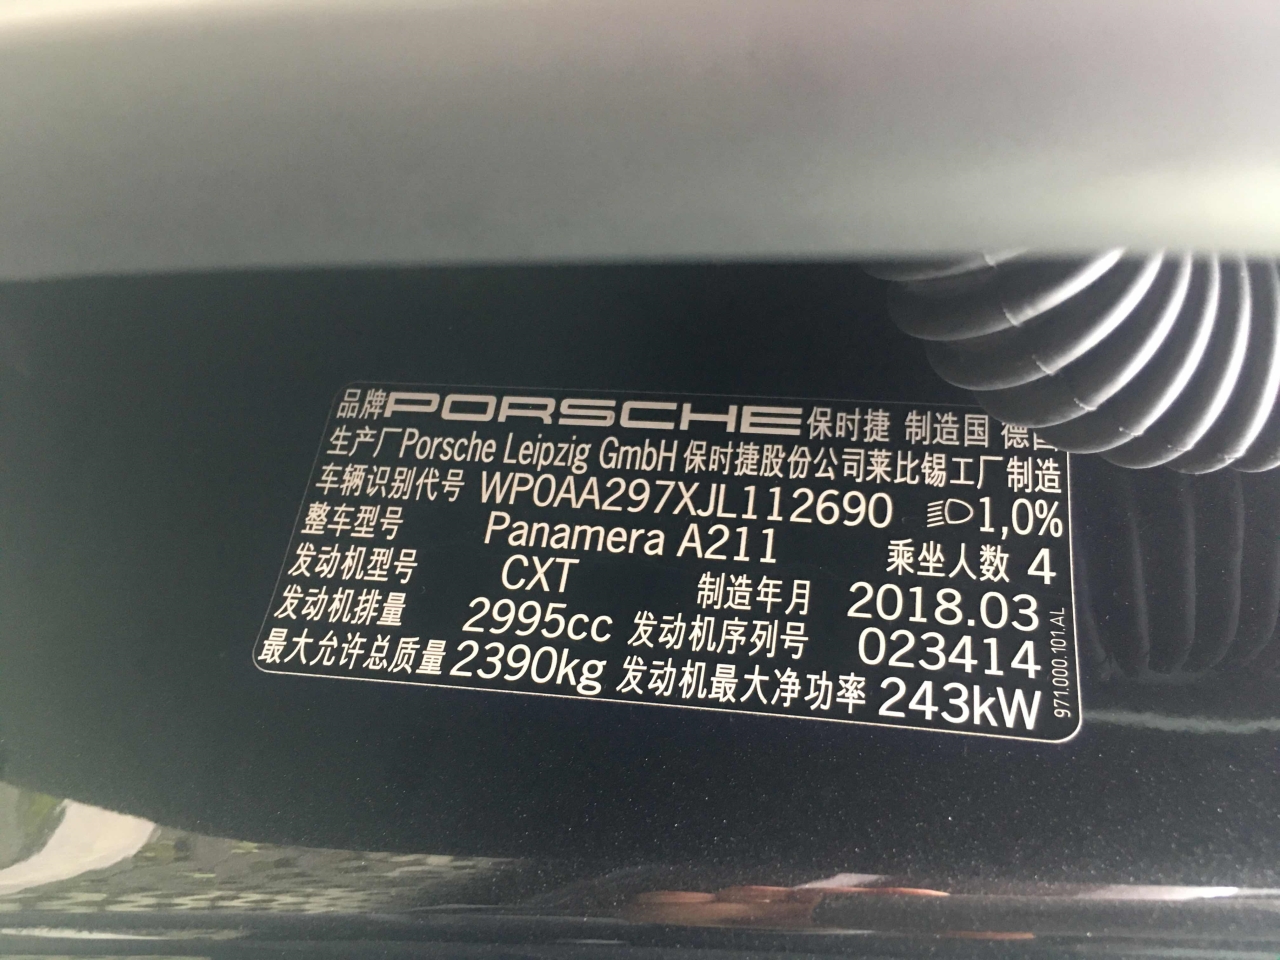 品牌PORSCHE保时捷 制造国 德国
生产厂Porsche Leipzig GmbH 保时捷股份公司莱比锡工厂 制造
车辆识别代号 WP0AA297XJL112690 1,0%
整车型号 Panamera A211 乘坐人数 4
发动机型号 CXT 制造年月 2018.03
发动机排量 2995cc 发动机序列号 023414
最大允许总质量 2390kg 发动机最大净功率 243kW
971.000.101.AL